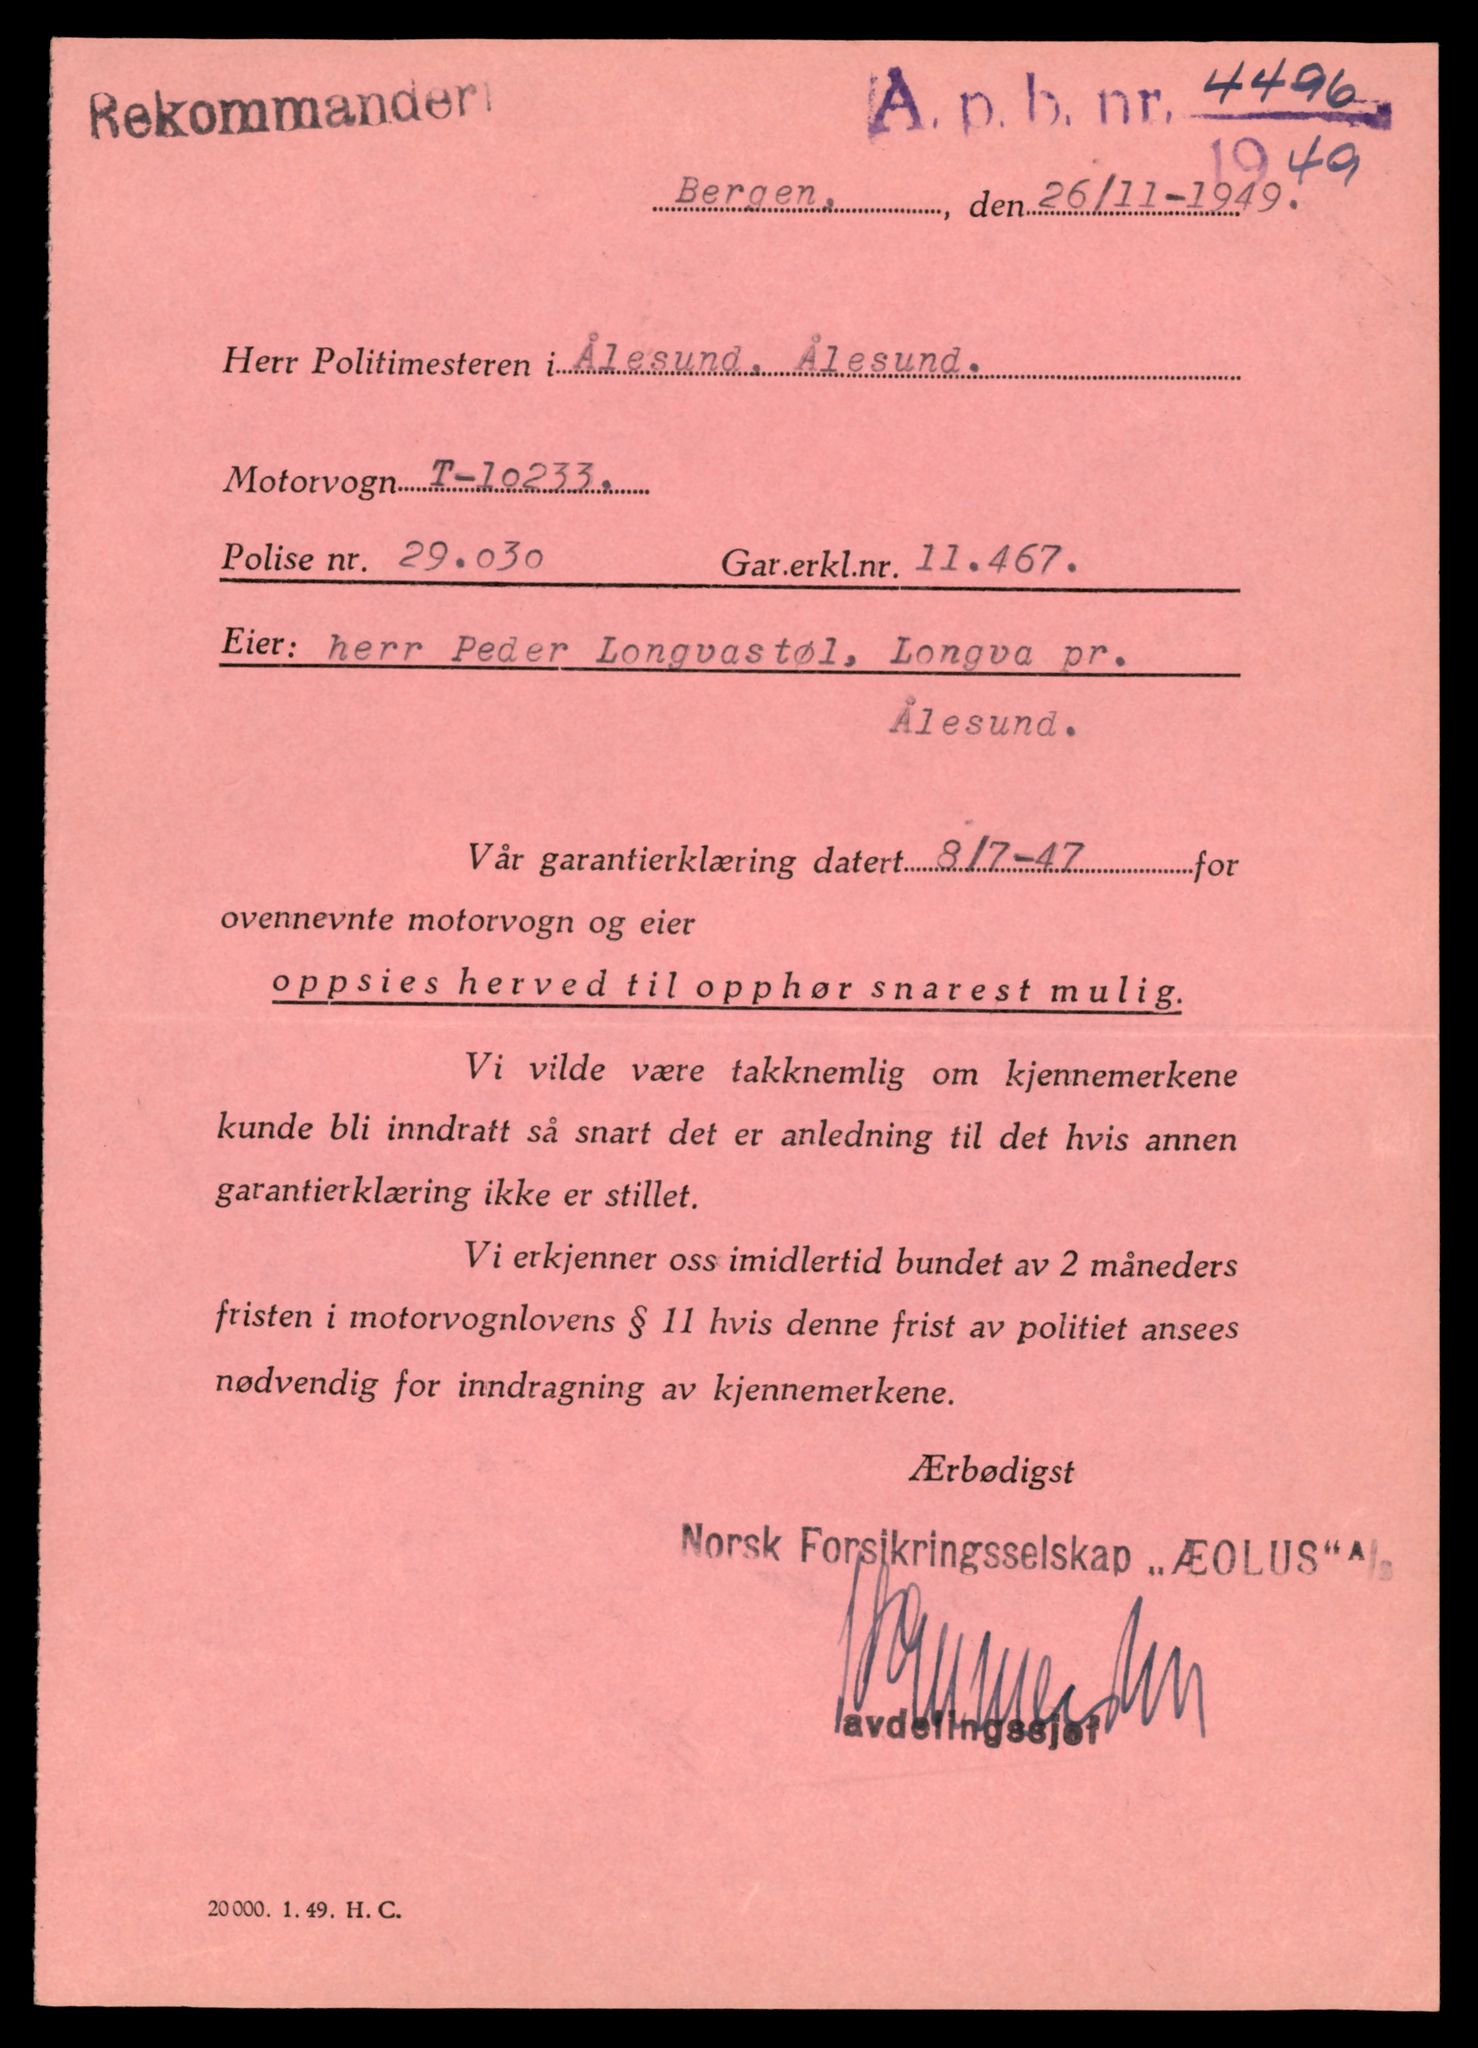 Rekommander
A. p. b. nr. 4496
1949
Bergen, , den 26/11-1949.
Herr Politimesteren i Ålesund. Ålesund.
Motorvogn T-10233.
Polise nr. 29.030 Gar.erkl.nr. 11.467.
Eier: herr Peder Longvastøl, Longva pr.
Ålesund.
Vår garantierklæring datert 8/7-47 for
ovennevnte motorvogn og eier
oppsies herved til opphør snarest mulig.
Vi vilde være takknemlig om kjennemerkene
kunde bli inndratt så snart det er anledning til det hvis annen
garantierklæring ikke er stillet.
Vi erkjenner oss imidlertid bundet av 2 måneders
fristen i motorvognlovens § 11 hvis denne frist av politiet ansees
nødvendig for inndragning av kjennemerkene.
Ærbødigst
Norsk Forsikringsselskap „ÆOLUS“ A/s
avdelingssjef
20000. 1. 49. H. C.